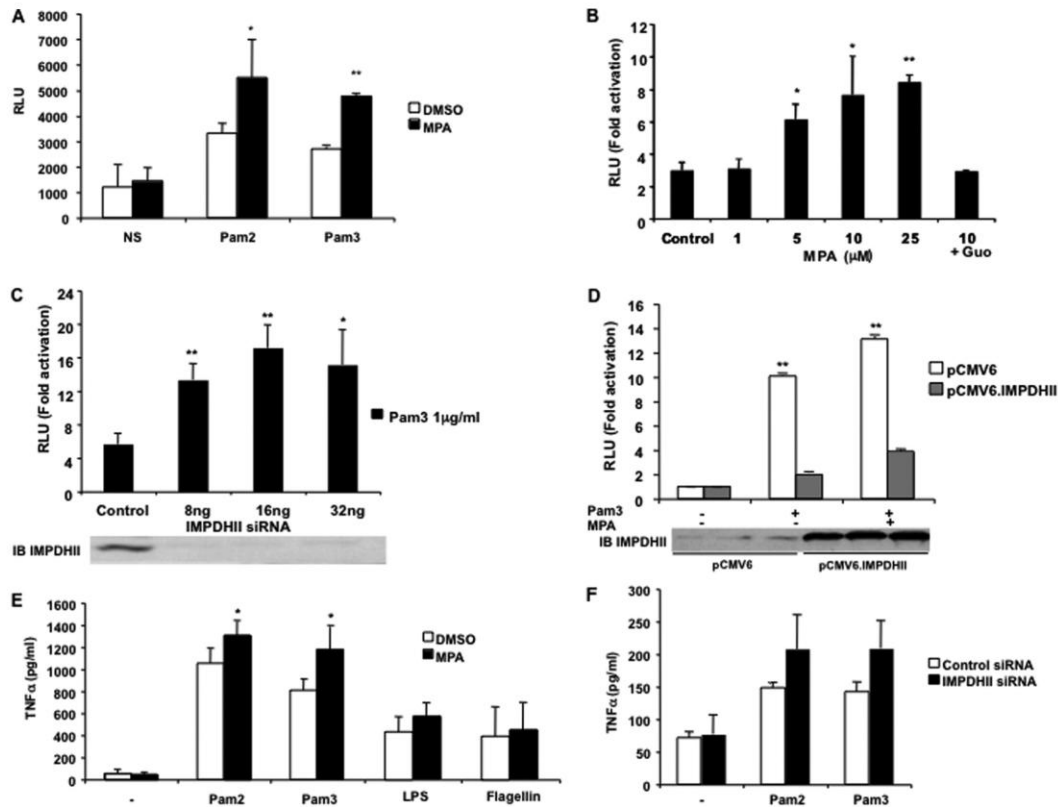 A
RLU
8000
7000
6000
5000
4000
3000
2000
1000
0
*
**
DMSO
MPA
NS Pam2 Pam3
B
RLU (Fold activation)
12
10
8
6
4
2
0
*
*
**
Control 1 5 10 25 10
MPA (µM) + Guo
C
RLU (Fold activation)
24
20
16
12
8
4
0
**
**
*
Pam3 1µg/ml
Control 8ng 16ng 32ng
IMPDHII siRNA
IB IMPDHII
D
RLU (Fold activation)
16
14
12
10
8
6
4
2
0
**
**
pCMV6
pCMV6.IMPDHII
Pam3 - + +
MPA - - +
IB IMPDHII
pCMV6 pCMV6.IMPDHII
E
TNFα (pg/ml)
1600
1400
1200
1000
800
600
400
200
0
*
*
DMSO
MPA
- Pam2 Pam3 LPS Flagellin
F
TNFα (pg/ml)
300
250
200
150
100
50
0
Control siRNA
IMPDHII siRNA
- Pam2 Pam3